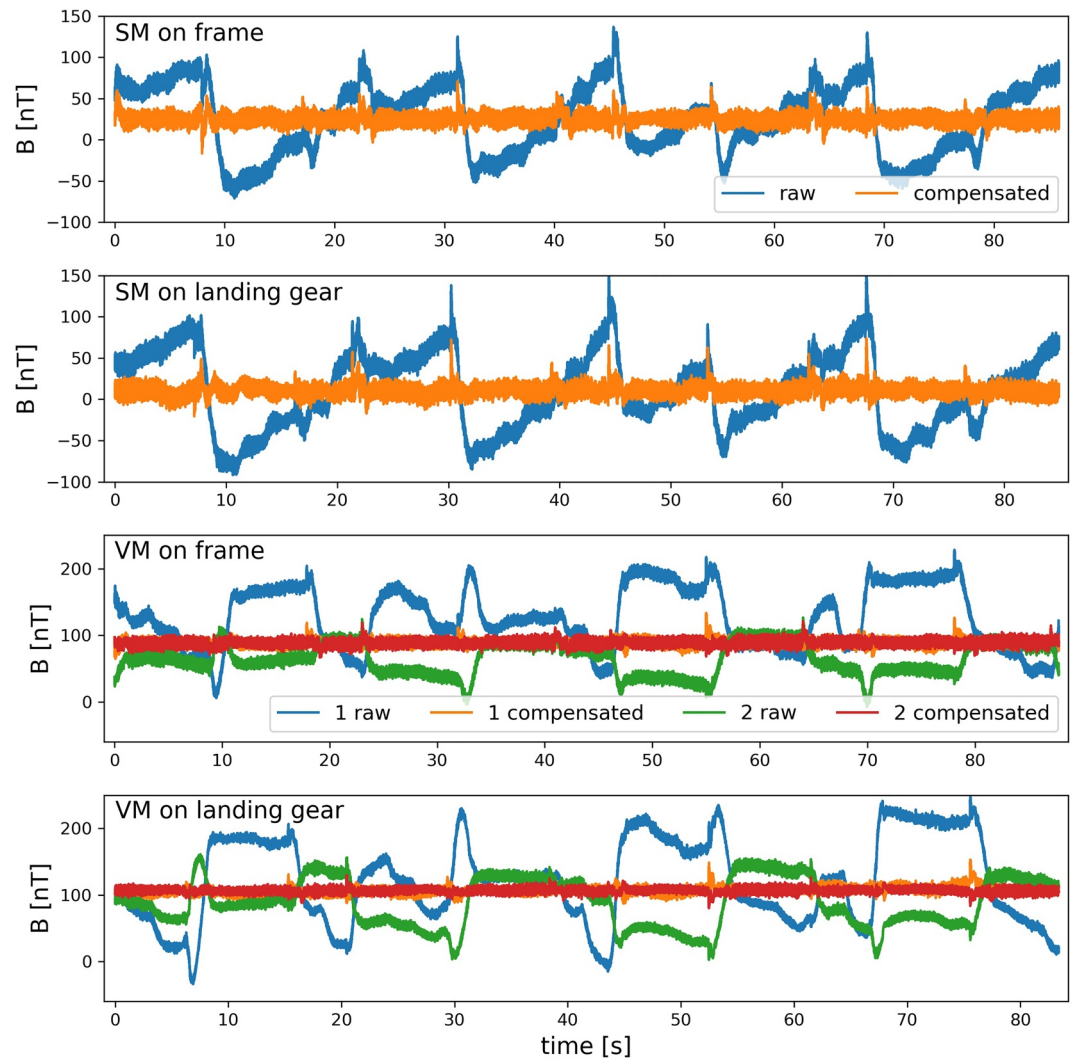 SM on frame
B [nT]
150
100
50
0
−50
−100
raw compensated
0 10 20 30 40 50 60 70 80
SM on landing gear
B [nT]
150
100
50
0
−50
−100
0 10 20 30 40 50 60 70 80
VM on frame
B [nT]
200
100
0
1 raw 1 compensated 2 raw 2 compensated
0 10 20 30 40 50 60 70 80
VM on landing gear
B [nT]
200
100
0
0 10 20 30 40 50 60 70 80
time [s]